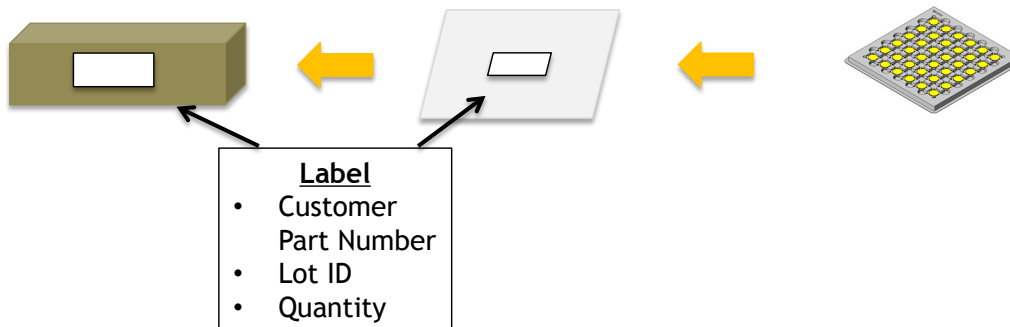 Label
• Customer
Part Number
• Lot ID
• Quantity